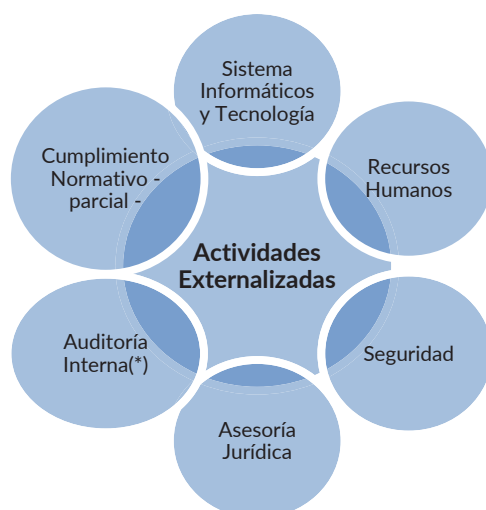 Sistema
Informáticos
y Tecnología
Cumplimiento
Normativo -
parcial -
Recursos
Humanos
Actividades
Externalizadas
Auditoría
Interna(*)
Seguridad
Asesoría
Jurídica